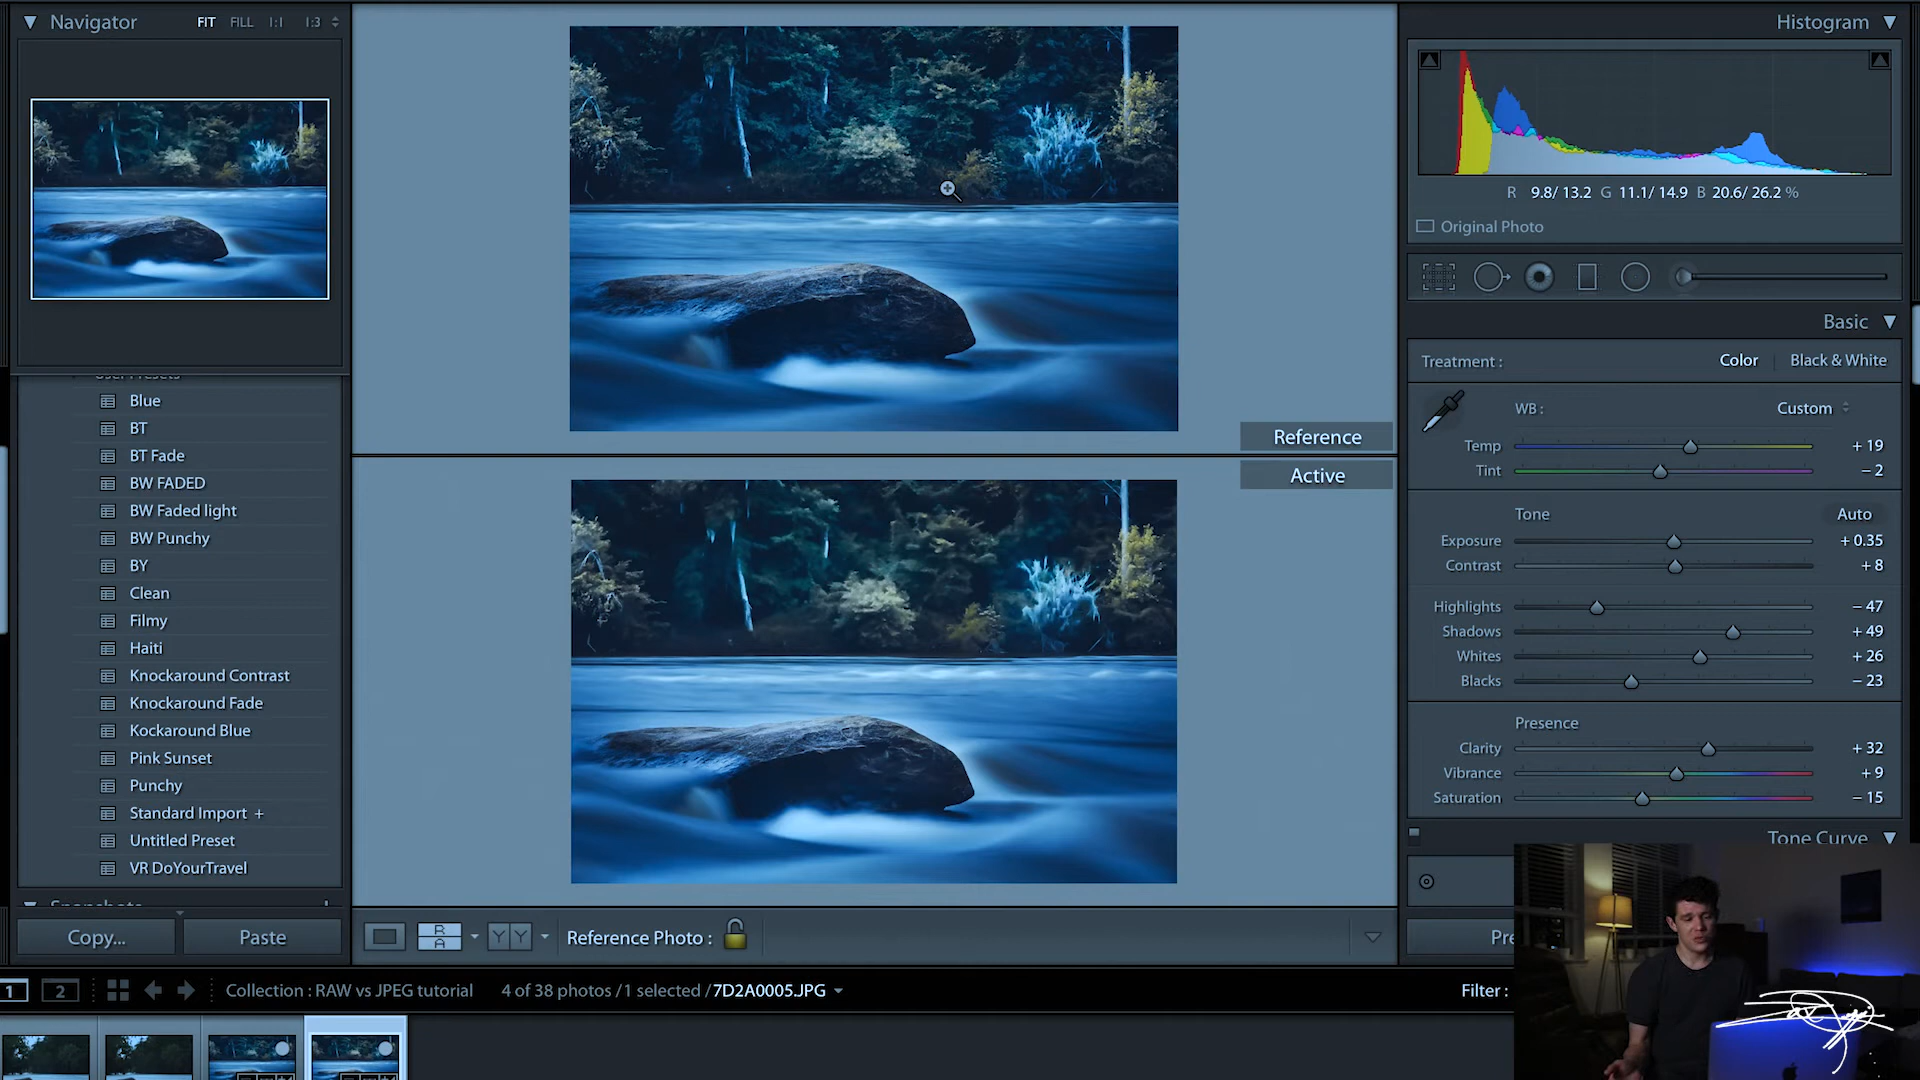 Navigator
FIT FILL 1:1 1:3
User Presets
Blue
BT
BT Fade
BW FADED
BW Faded light
BW Punchy
BY
Clean
Filmy
Haiti
Knockaround Contrast
Knockaround Fade
Kockaround Blue
Pink Sunset
Punchy
Standard Import +
Untitled Preset
VR DoYourTravel
Snapshots +
Copy... Paste
Reference
Active
R
A
Y Y
Reference Photo :
Histogram
R 9.8/ 13.2 G 11.1/ 14.9 B 20.6/ 26.2 %
Original Photo
Basic
Treatment : Color Black & White
WB : Custom
Temp + 19
Tint – 2
Tone Auto
Exposure + 0.35
Contrast + 8
Highlights – 47
Shadows + 49
Whites + 26
Blacks – 23
Presence
Clarity + 32
Vibrance + 9
Saturation – 15
Tone Curve
1 2 Collection : RAW vs JPEG tutorial 4 of 38 photos /1 selected /7D2A0005.JPG
Filter :